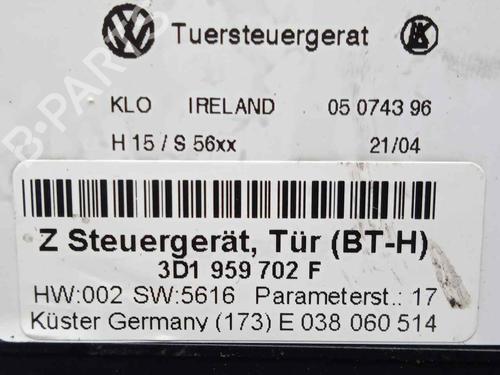 Tuersteuergerat
KLO IRELAND 05 0743 96
H 15 / S 56xx 21/04
Z Steuergerät, Tür (BT-H)
3D1 959 702 F
HW:002 SW:5616 Parameterst.: 17
Küster Germany (173) E 038 060 514
B-PARTS